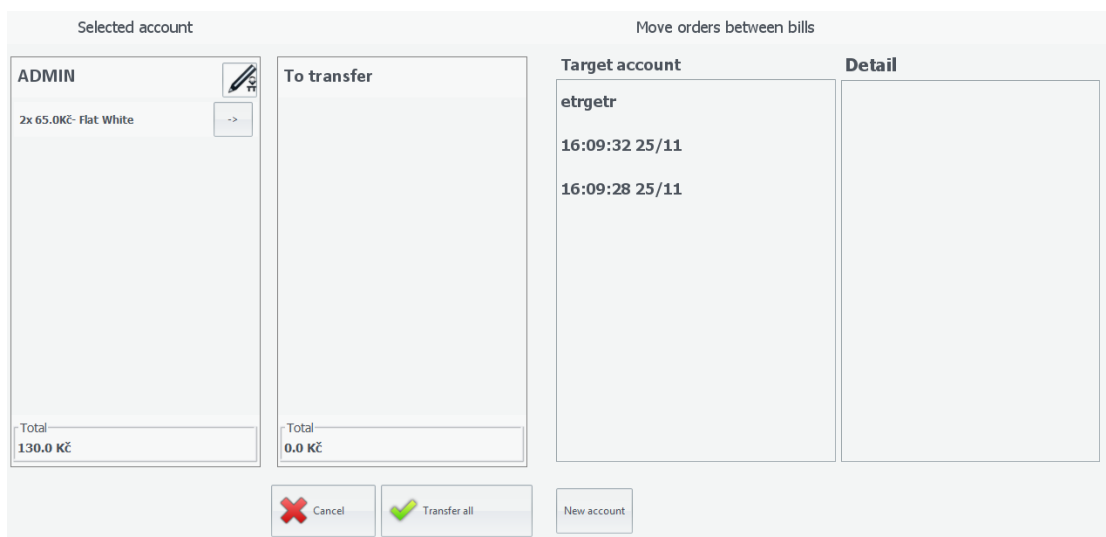 Selected account
Move orders between bills
ADMIN
To transfer
Target account
Detail
2x 65.0Kč- Flat White
->
etrgetr
16:09:32 25/11
16:09:28 25/11
Total
130.0 Kč
Total
0.0 Kč
Cancel
Transfer all
New account